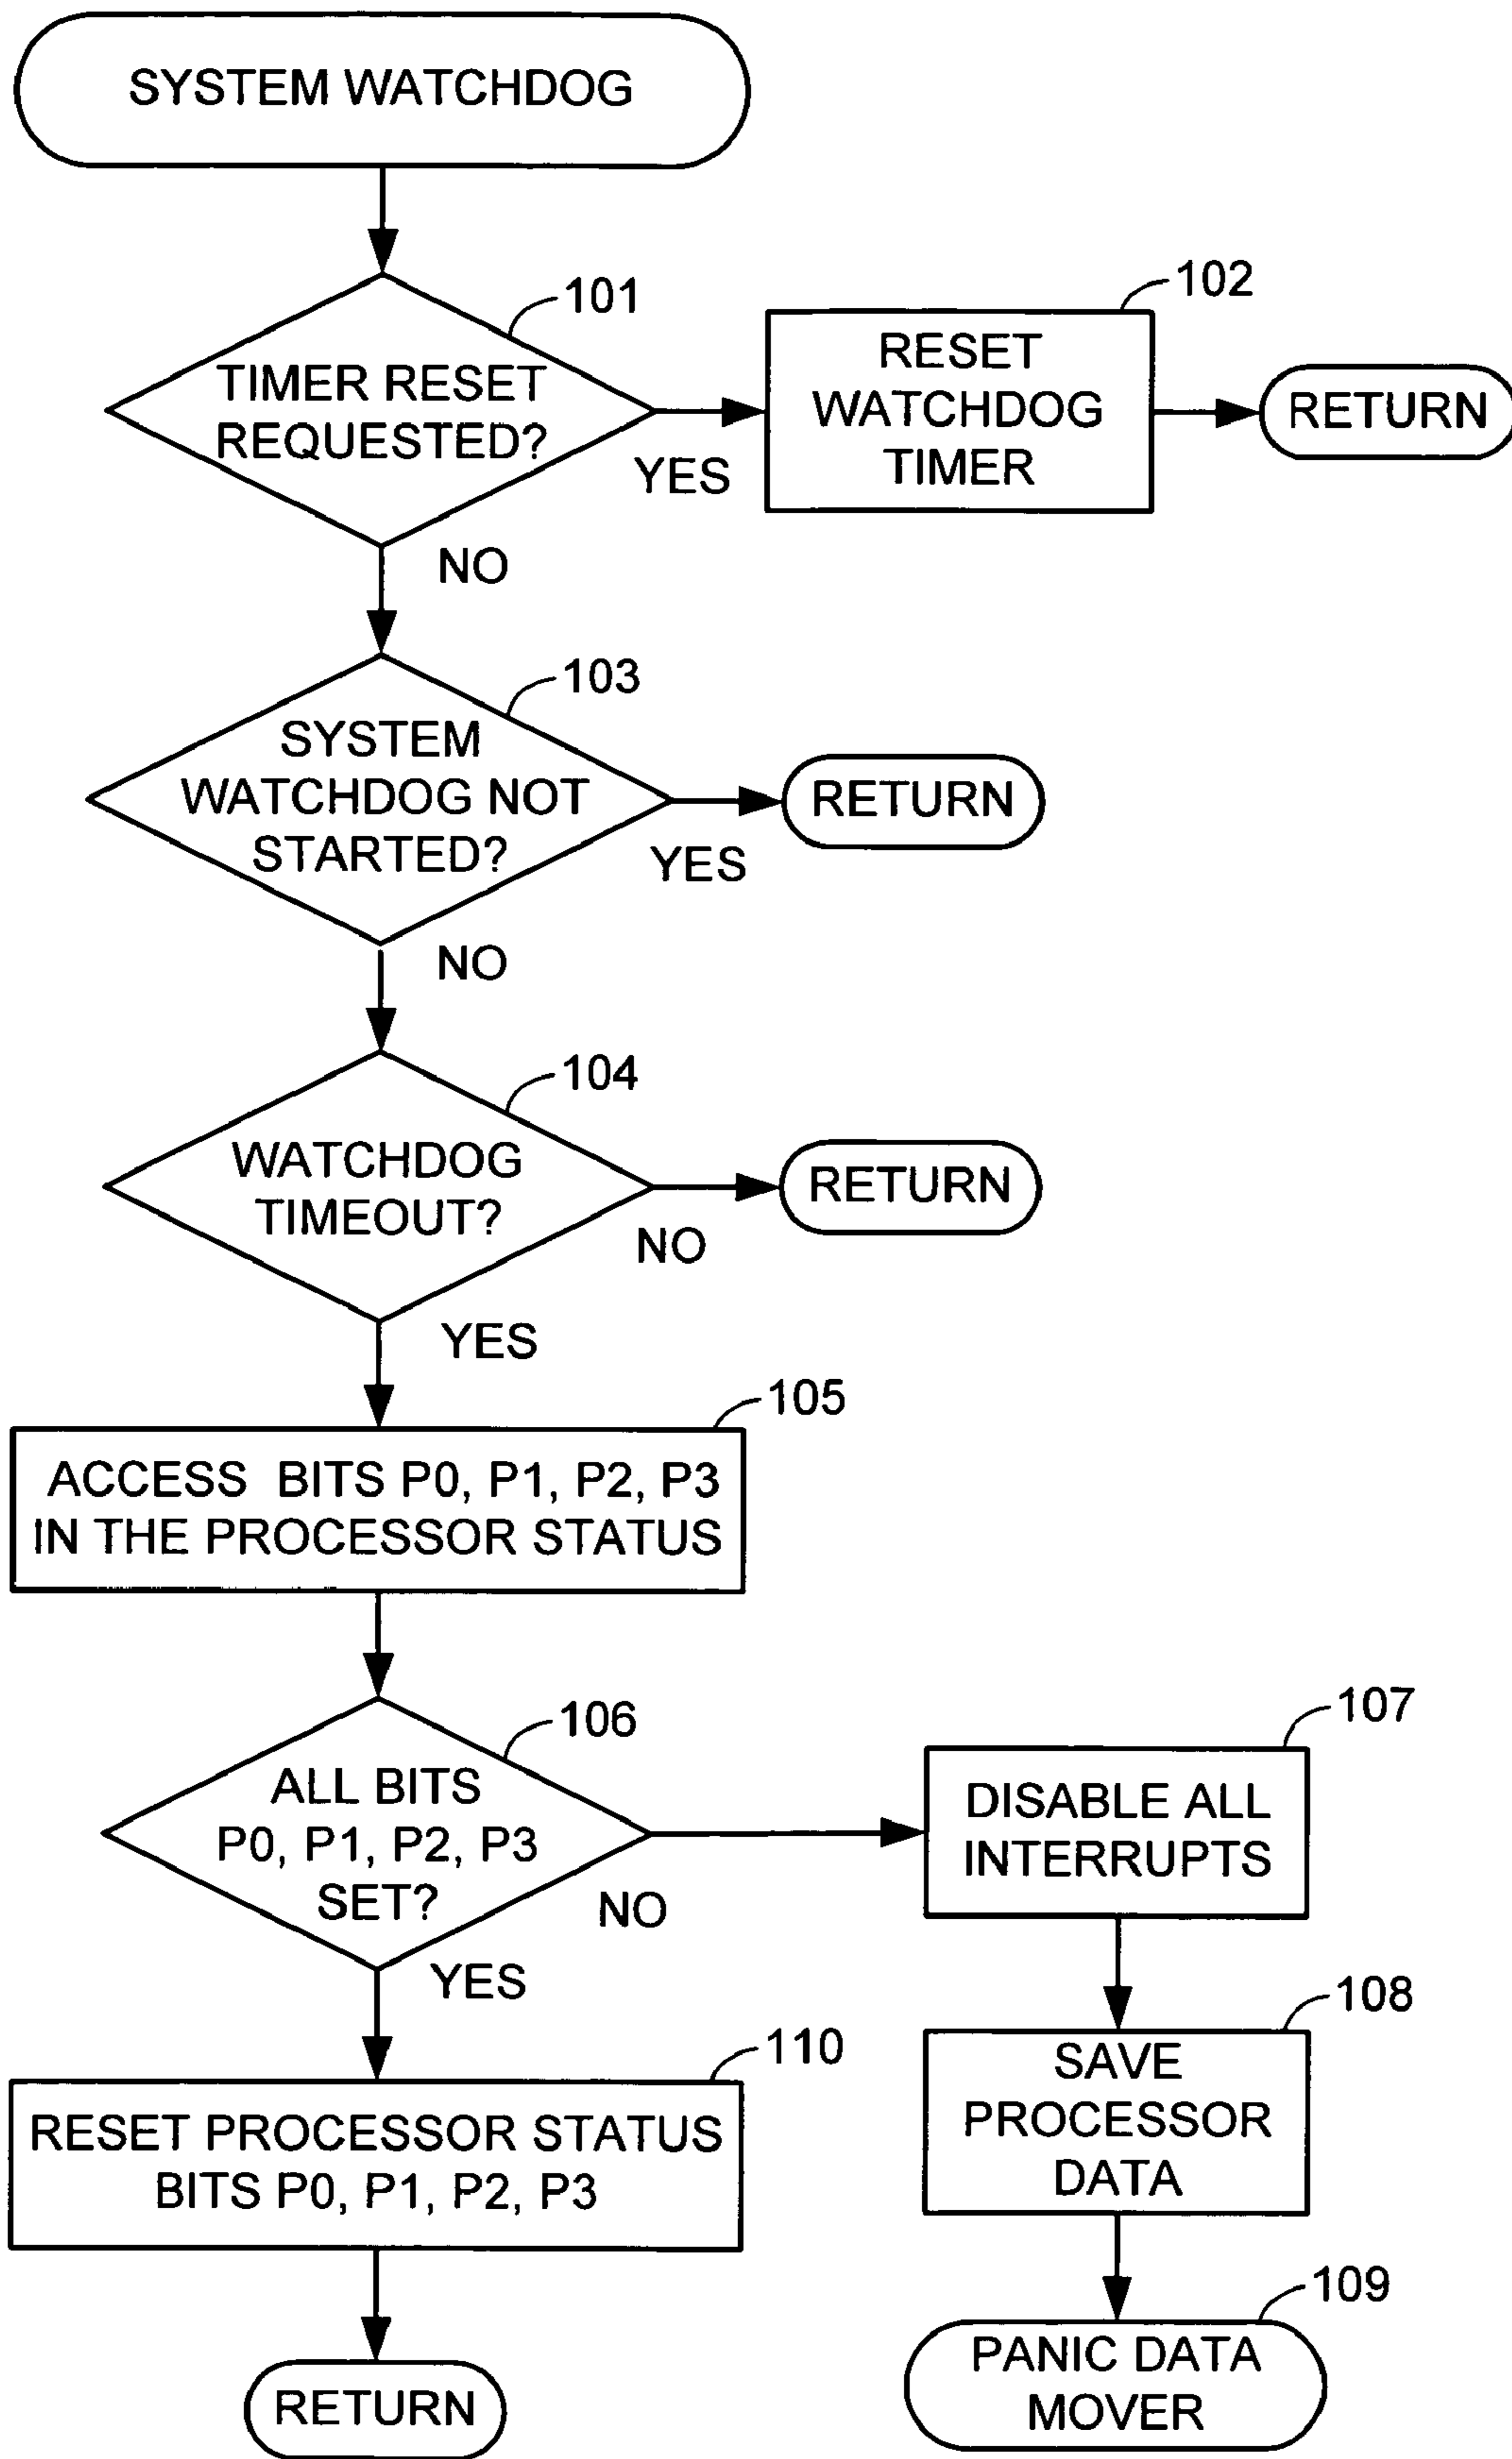 SYSTEM WATCHDOG
101
TIMER RESET
REQUESTED?
YES
NO
102
RESET
WATCHDOG
TIMER
RETURN
103
SYSTEM
WATCHDOG NOT
STARTED?
YES
NO
RETURN
104
WATCHDOG
TIMEOUT?
NO
YES
RETURN
105
ACCESS BITS P0, P1, P2, P3
IN THE PROCESSOR STATUS
106
ALL BITS
P0, P1, P2, P3
SET?
NO
YES
107
DISABLE ALL
INTERRUPTS
108
SAVE
PROCESSOR
DATA
109
PANIC DATA
MOVER
110
RESET PROCESSOR STATUS
BITS P0, P1, P2, P3
RETURN